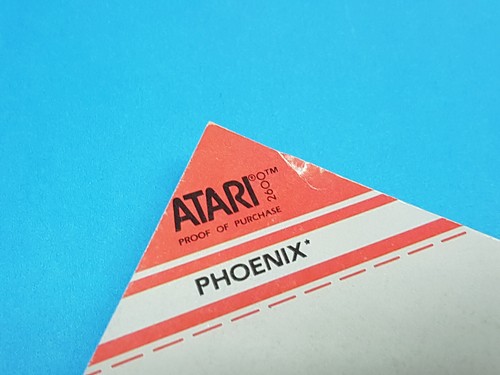 ATARI® 2600™
PROOF OF PURCHASE
PHOENIX*